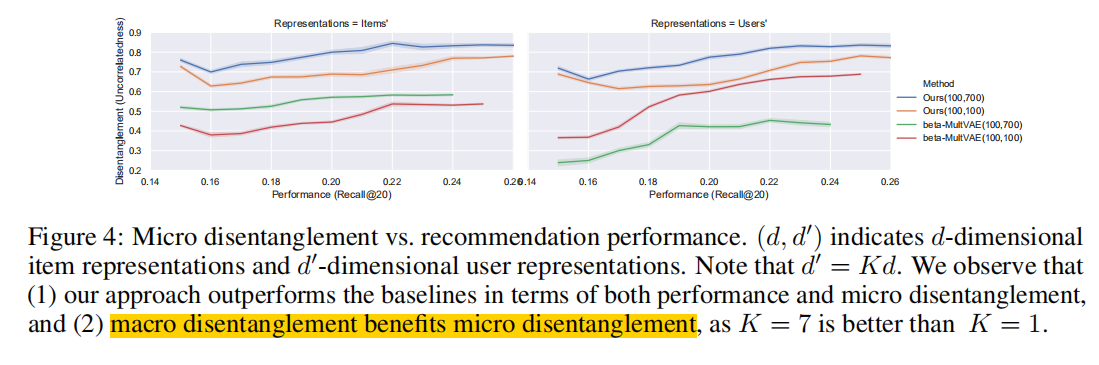 Representations = Items'
Representations = Users'
Disentanglement (Uncorrelatedness)
0.9
0.8
0.7
0.6
0.5
0.4
0.3
0.2
0.14 0.16 0.18 0.20 0.22 0.24 0.26
0.14 0.16 0.18 0.20 0.22 0.24 0.26
Performance (Recall@20)
Performance (Recall@20)
Method
Ours(100,700)
Ours(100,100)
beta-MultVAE(100,700)
beta-MultVAE(100,100)
Figure 4: Micro disentanglement vs. recommendation performance. (d, d′) indicates d-dimensional
item representations and d′-dimensional user representations. Note that d′ = Kd. We observe that
(1) our approach outperforms the baselines in terms of both performance and micro disentanglement,
and (2) macro disentanglement benefits micro disentanglement, as K = 7 is better than K = 1.